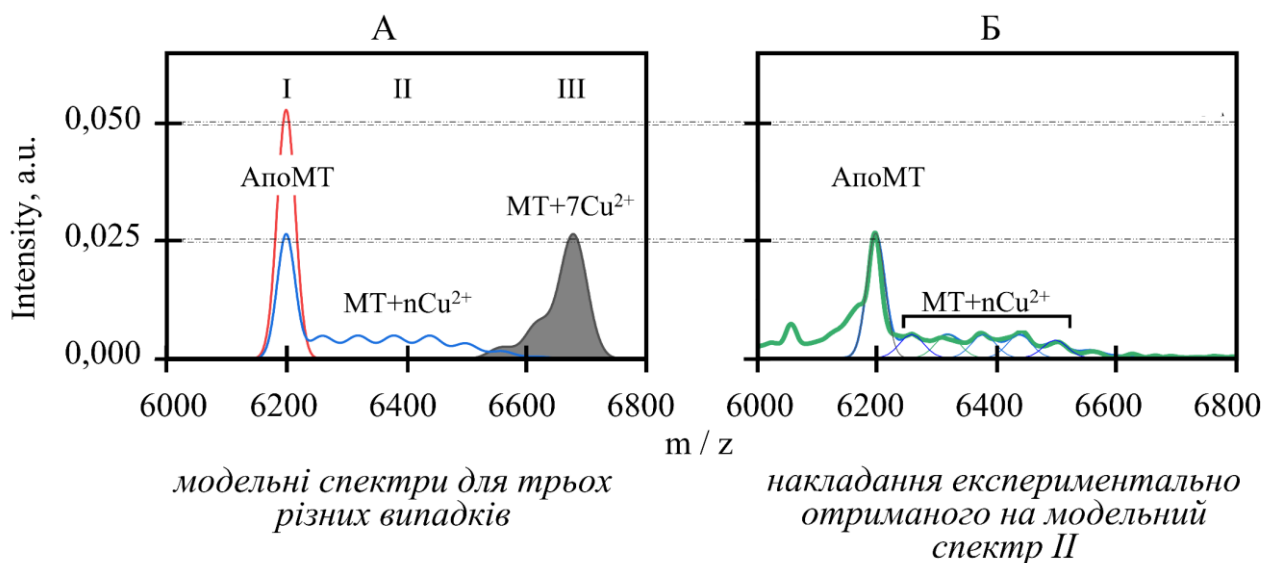 А
Б
Intensity, a.u.
0,050
0,025
0,000
I
II
III
АпоМТ
МТ+7Cu²⁺
МТ+nCu²⁺
6000
6200
6400
6600
6800
АпоМТ
МТ+nCu²⁺
6000
6200
6400
6600
6800
m / z
модельні спектри для трьох
різних випадків
накладання експериментально
отриманого на модельний
спектр II